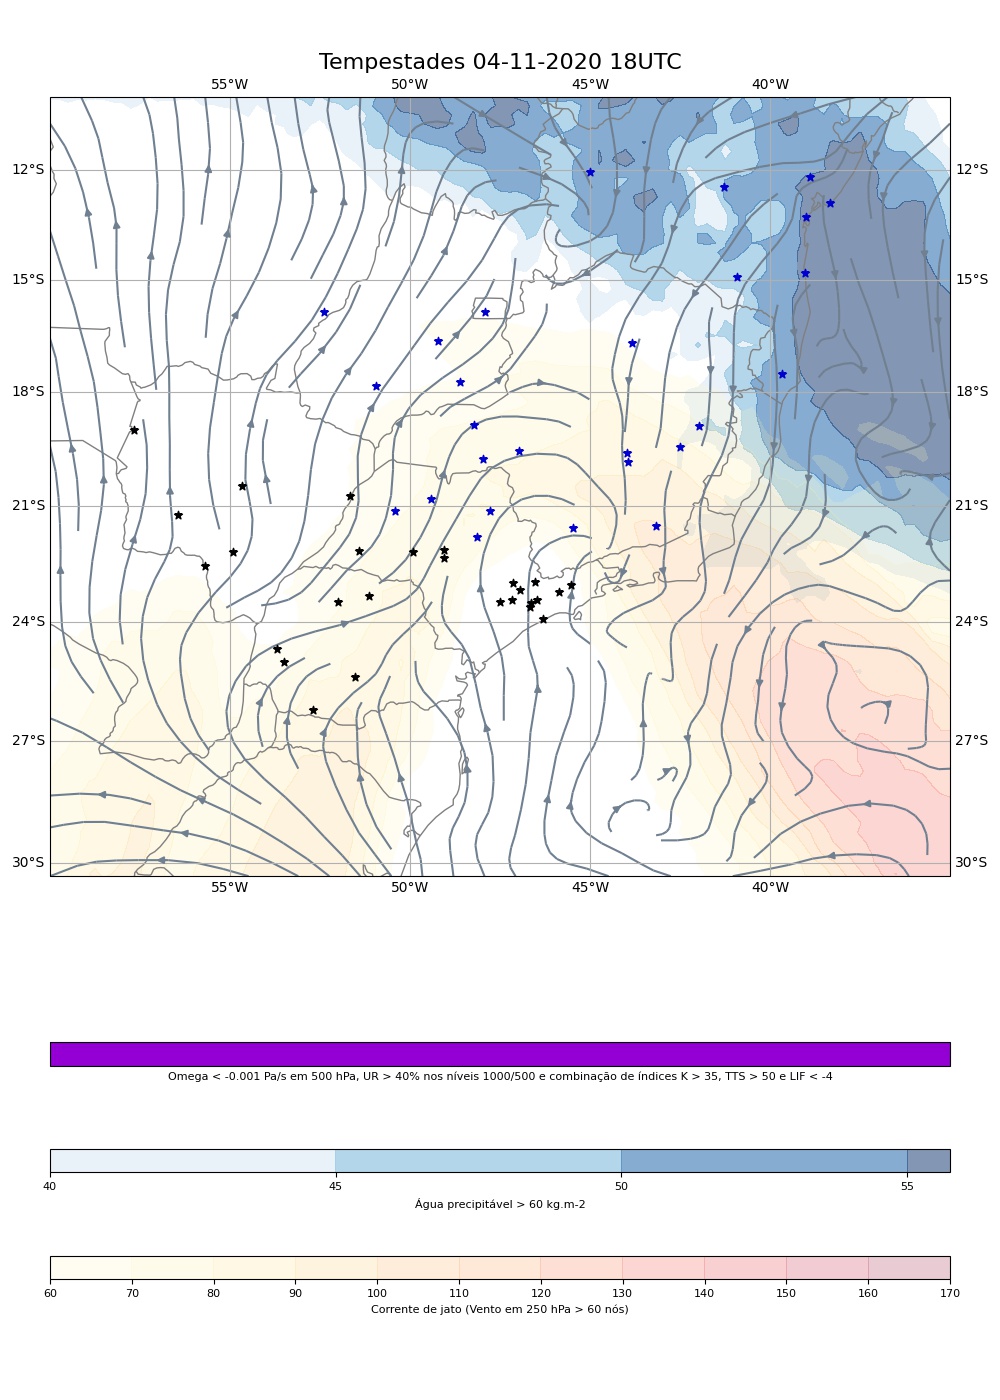 Tempestades 04-11-2020 18UTC
55°W 50°W 45°W 40°W
12°S 12°S
15°S 15°S
18°S 18°S
21°S 21°S
24°S 24°S
27°S 27°S
30°S 30°S
55°W 50°W 45°W 40°W
Omega < -0.001 Pa/s em 500 hPa, UR > 40% nos níveis 1000/500 e combinação de índices K > 35, TTS > 50 e LIF < -4
40 45 50 55
Água precipitável > 60 kg.m-2
60 70 80 90 100 110 120 130 140 150 160 170
Corrente de jato (Vento em 250 hPa > 60 nós)